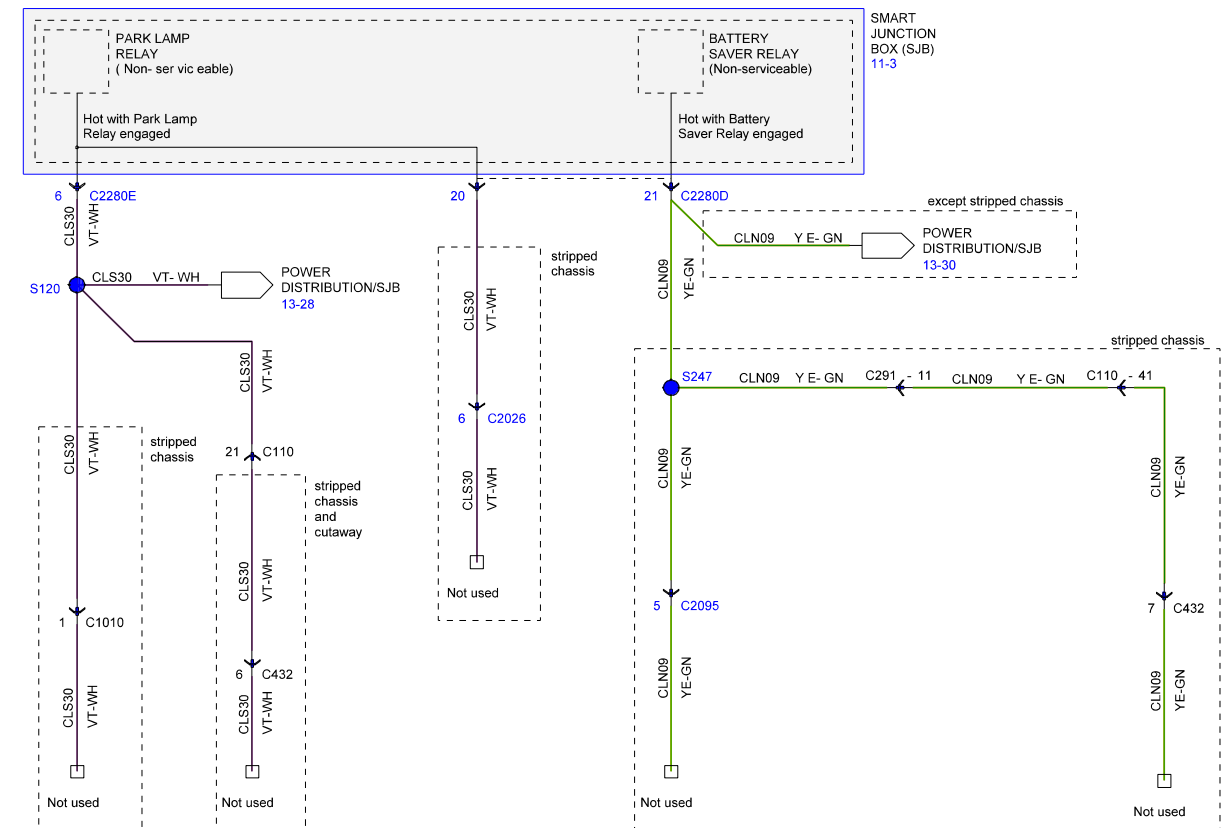 PARK LAMP
RELAY
( Non- ser vic eable)
BATTERY
SAVER RELAY
(Non-serviceable)
SMART
JUNCTION
BOX (SJB)
11-3
Hot with Park Lamp
Relay engaged
Hot with Battery
Saver Relay engaged
6 C2280E
20
21 C2280D
CLS30
VT-WH
except stripped chassis
CLN09 Y E- GN
POWER
DISTRIBUTION/SJB
13-30
S120
CLS30 VT- WH
POWER
DISTRIBUTION/SJB
13-28
stripped
chassis
CLN09
YE-GN
CLS30
VT-WH
CLS30
VT-WH
stripped chassis
S247
CLN09 Y E- GN
C291 - 11
CLN09 Y E- GN
C110 - 41
6 C2026
CLS30
VT-WH
stripped
chassis
21 C110
CLS30
VT-WH
CLN09
YE-GN
CLN09
YE-GN
stripped
chassis
and
cutaway
CLS30
VT-WH
Not used
5 C2095
7 C432
1 C1010
6 C432
CLS30
VT-WH
CLS30
VT-WH
CLN09
YE-GN
CLN09
YE-GN
Not used
Not used
Not used
Not used